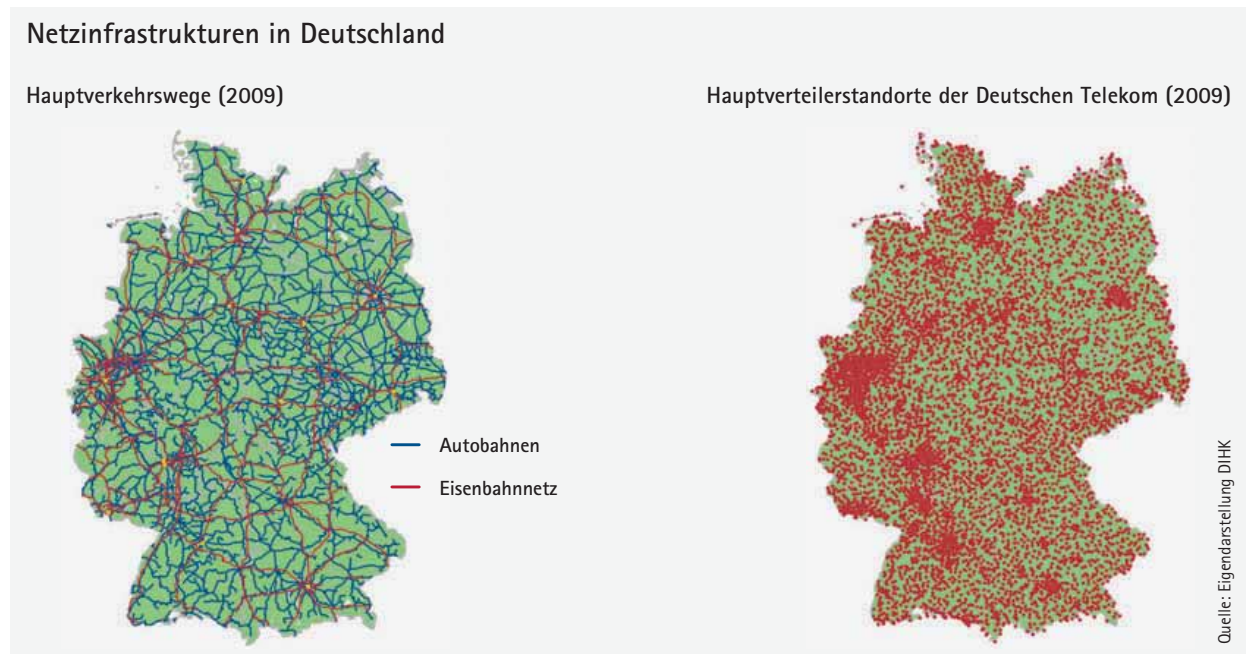 Netzinfrastrukturen in Deutschland
Hauptverkehrswege (2009)
Hauptverteilerstandorte der Deutschen Telekom (2009)
Autobahnen
Eisenbahnnetz
Quelle: Eigendarstellung DIHK